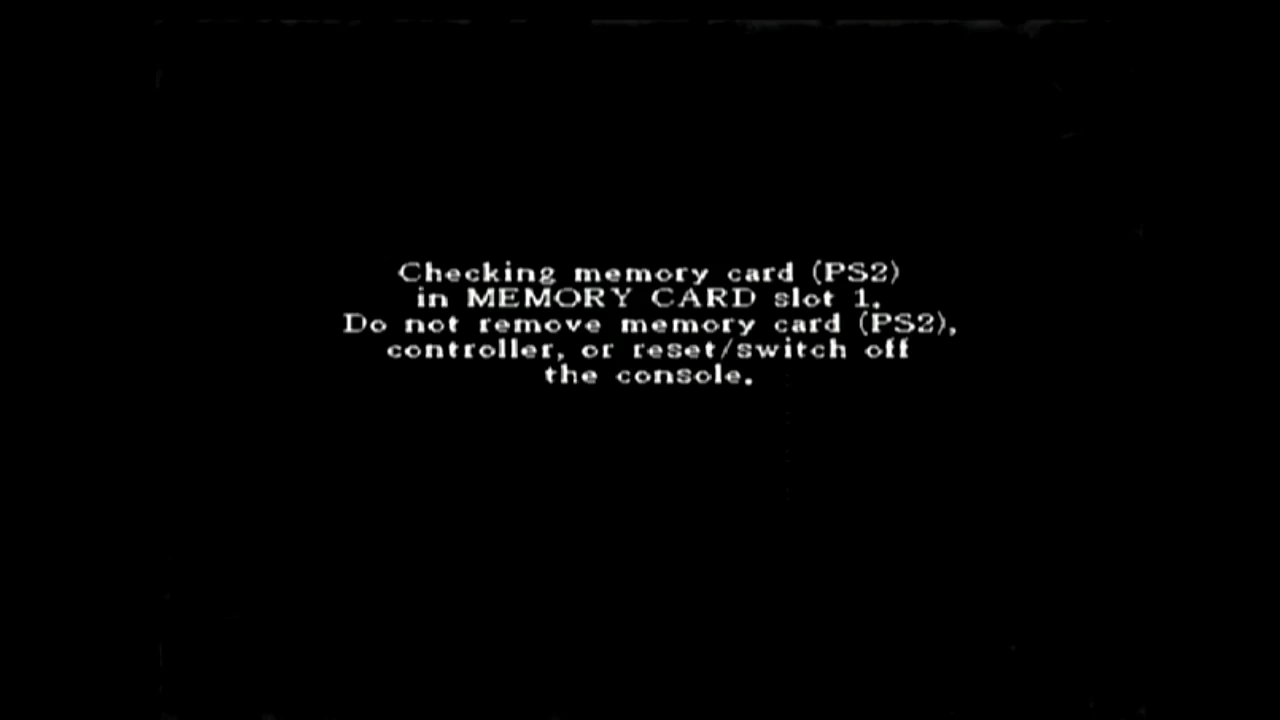 Checking memory card (PS2)
in MEMORY CARD slot 1.
Do not remove memory card (PS2),
controller, or reset/switch off
the console.